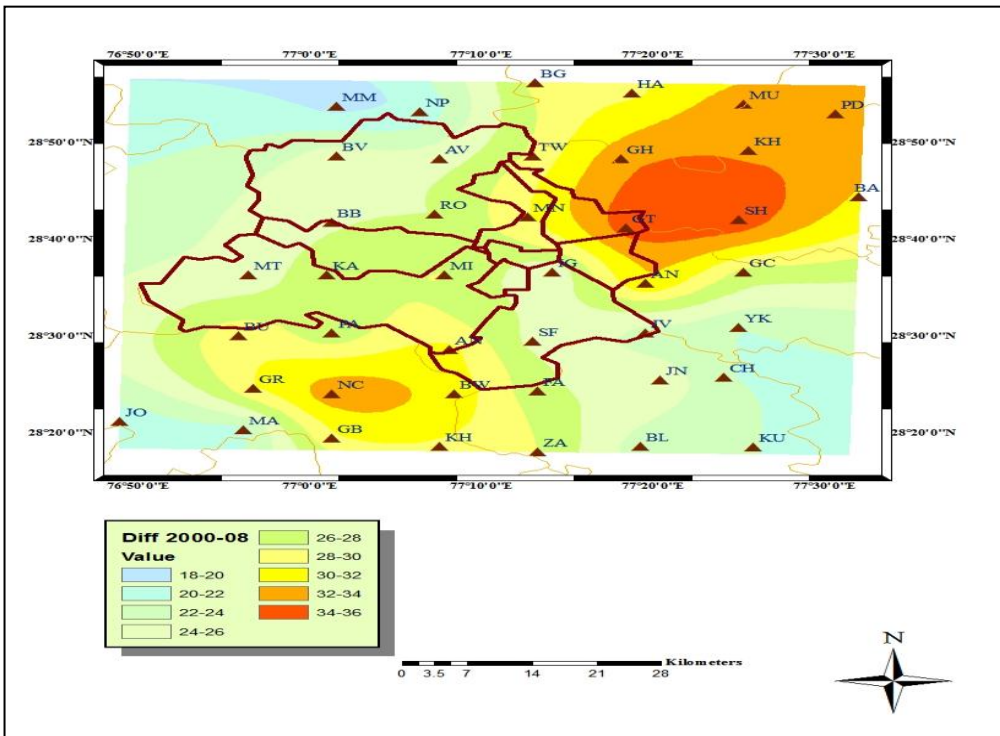 76°50'0"E 77°0'0"E 77°10'0"E 77°20'0"E 77°30'0"E
BG HA MU PD
MM NP
28°50'0"N BV AV TW GH KH 28°50'0"N
BA
RO MN SH
BB
28°40'0"N 28°40'0"N
MT KA MI AN GC
28°30'0"N PA SF YK 28°30'0"N
AN
GR NC BW JN CH
JO MA GB KH ZA BL KU
28°20'0"N 28°20'0"N
76°50'0"E 77°0'0"E 77°10'0"E 77°20'0"E 77°30'0"E
Diff 2000-08
Value
18-20
20-22
22-24
24-26
26-28
28-30
30-32
32-34
34-36
Kilometers
0 3.5 7 14 21 28
N